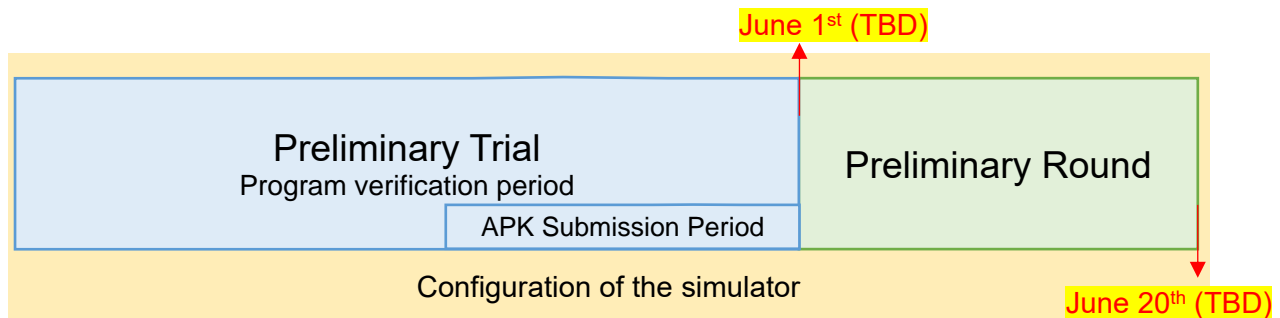 June 1st (TBD)
Preliminary Trial
Program verification period
APK Submission Period
Preliminary Round
Configuration of the simulator
June 20th (TBD)